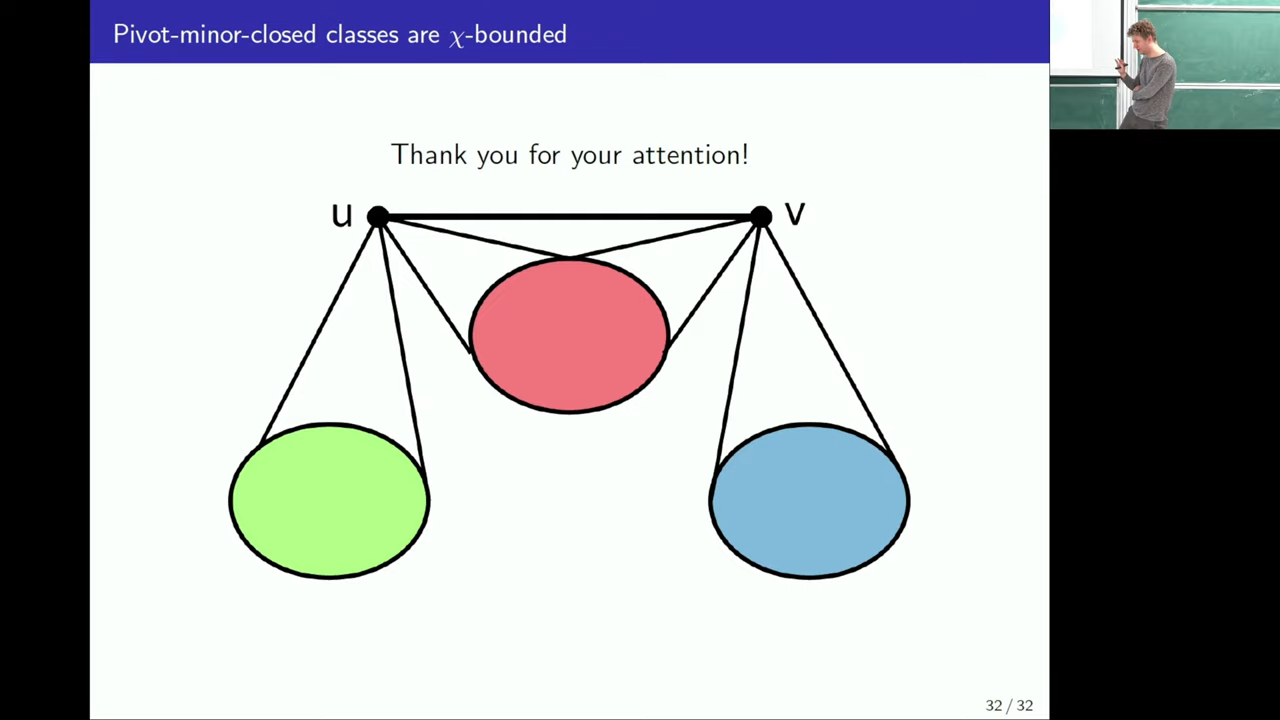 Pivot-minor-closed classes are χ-bounded
Thank you for your attention!
u
v
32 / 32